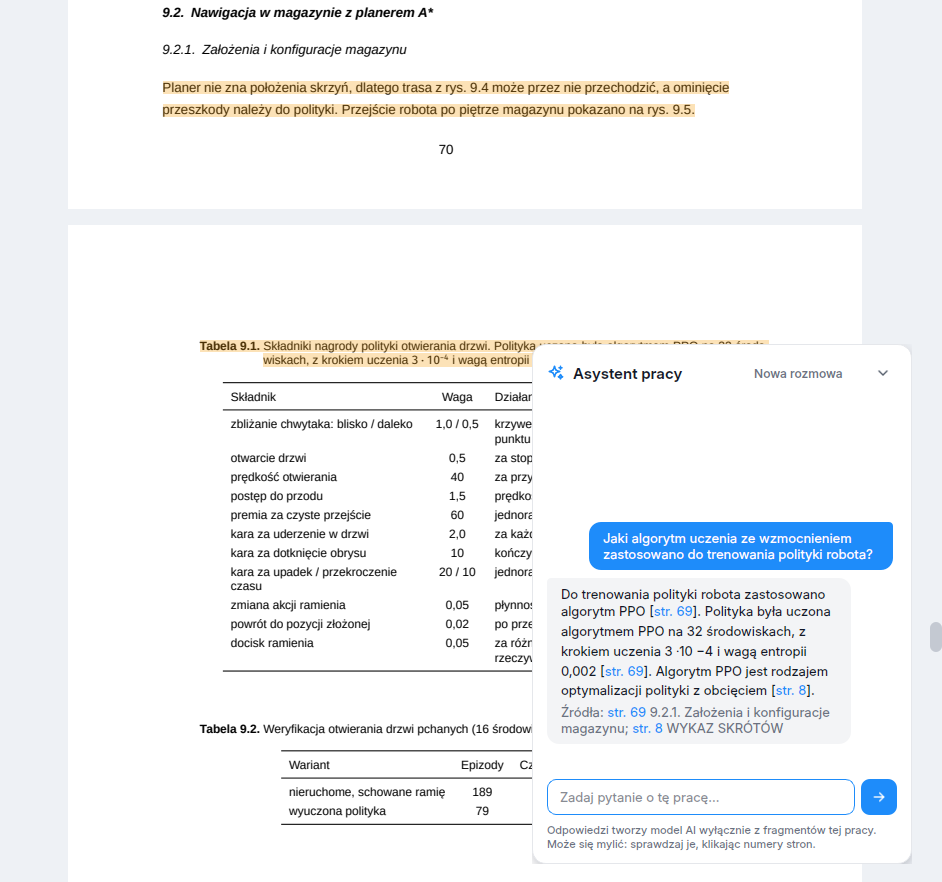 9.2. Nawigacja w magazynie z planerem A*
9.2.1. Założenia i konfiguracje magazynu
Planer nie zna położenia skrzyń, dlatego trasa z rys. 9.4 może przez nie przechodzić, a ominięcie
przeszkody należy do polityki. Przejście robota po piętrze magazynu pokazano na rys. 9.5.
70
Tabela 9.1. Składniki nagrody polityki otwierania drzwi. Polityka
wiskach, z krokiem uczenia 3 · 10⁻⁴ i wagą entropii
Składnik Waga
zbliżanie chwytaka: blisko / daleko 1,0 / 0,5 krzywe
punktu
otwarcie drzwi 0,5 za stop
prędkość otwierania 40 za przy
postęp do przodu 1,5 prędko
premia za czyste przejście 60 jednora
kara za uderzenie w drzwi 2,0 za każd
kara za dotknięcie obrysu 10 kończy
kara za upadek / przekroczenie 20 / 10 jednora
czasu
zmiana akcji ramienia 0,05 płynnoś
powrót do pozycji złożonej 0,02 po prze
docisk ramienia 0,05 za różn
rzeczyw
Tabela 9.2. Weryfikacja otwierania drzwi pchanych (16 środowi
Wariant Epizody Cz
nieruchome, schowane ramię 189
wyuczona polityka 79
Asystent pracy Nowa rozmowa
Jaki algorytm uczenia ze wzmocnieniem
zastosowano do trenowania polityki robota?
Do trenowania polityki robota zastosowano
algorytm PPO [str. 69]. Polityka była uczona
algorytmem PPO na 32 środowiskach, z
krokiem uczenia 3 ·10 −4 i wagą entropii
0,002 [str. 69]. Algorytm PPO jest rodzajem
optymalizacji polityki z obcięciem [str. 8].
Źródła: str. 69 9.2.1. Założenia i konfiguracje
magazynu; str. 8 WYKAZ SKRÓTÓW
Zadaj pytanie o tę pracę...
Odpowiedzi tworzy model AI wyłącznie z fragmentów tej pracy.
Może się mylić: sprawdzaj je, klikając numery stron.